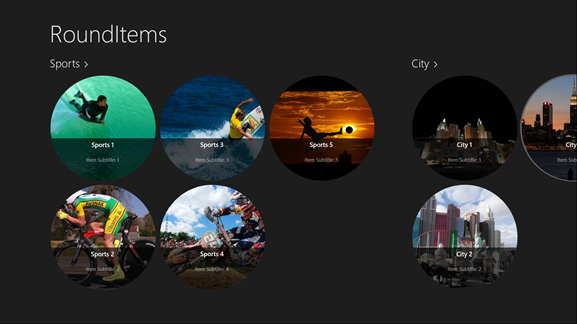 RoundItems
Sports >
City >
Sports 1
Item Subtitle: 1
Sports 3
Item Subtitle: 3
Sports 5
Item Subtitle: 5
City 1
Item Subtitle: 1
City
Item Sub
Sports 2
Item Subtitle: 2
Sports 4
Item Subtitle: 4
City 2
Item Subtitle: 2